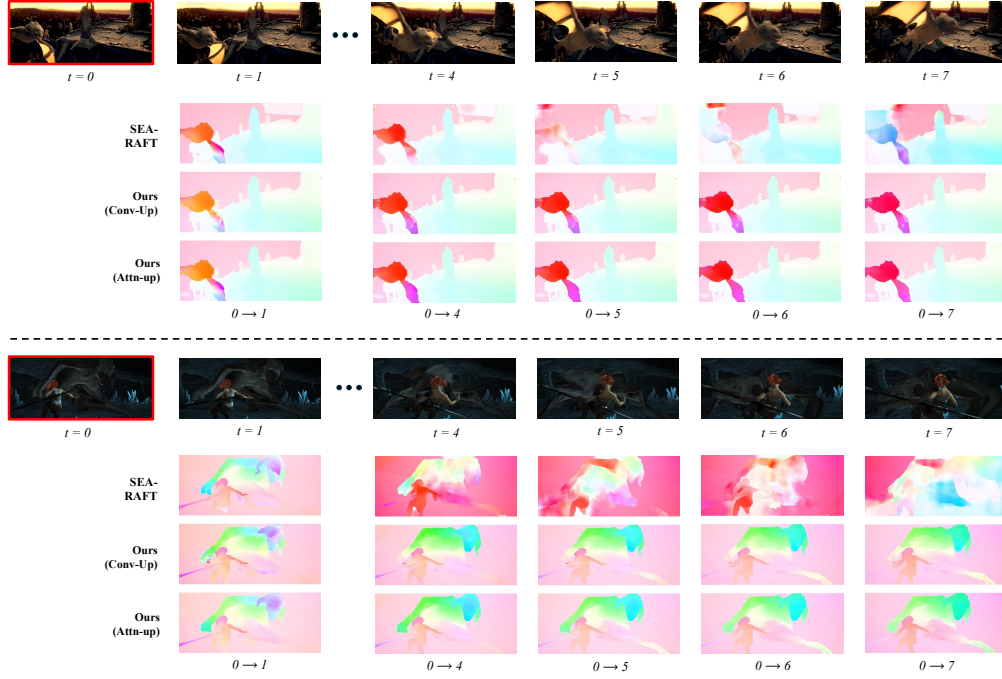 t = 0
t = 1
t = 4
t = 5
t = 6
t = 7
SEA-
RAFT
Ours
(Conv-Up)
Ours
(Attn-up)
0 → 1
0 → 4
0 → 5
0 → 6
0 → 7
t = 0
t = 1
t = 4
t = 5
t = 6
t = 7
SEA-
RAFT
Ours
(Conv-Up)
Ours
(Attn-up)
0 → 1
0 → 4
0 → 5
0 → 6
0 → 7